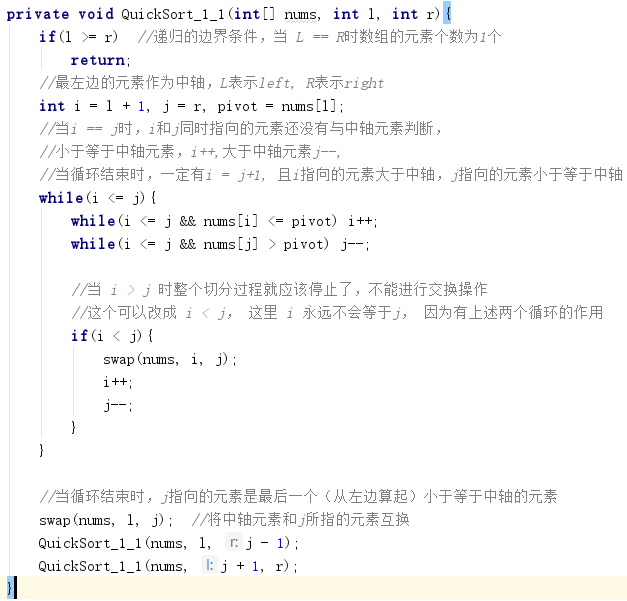 private void QuickSort_1_1(int[] nums, int l, int r){
if(l >= r) //递归的边界条件，当 L == R时数组的元素个数为1个
return;
//最左边的元素作为中轴，L表示left, R表示right
int i = l + 1, j = r, pivot = nums[l];
//当i == j时，i和j同时指向的元素还没有与中轴元素判断，
//小于等于中轴元素，i++,大于中轴元素j--,
//当循环结束时，一定有i = j+1, 且i指向的元素大于中轴，j指向的元素小于等于中轴
while(i <= j){
while(i <= j && nums[i] <= pivot) i++;
while(i <= j && nums[j] > pivot) j--;
//当 i > j 时整个切分过程就应该停止了，不能进行交换操作
//这个可以改成 i < j， 这里 i 永远不会等于j， 因为有上述两个循环的作用
if(i < j){
swap(nums, i, j);
i++;
j--;
}
}
//当循环结束时，j指向的元素是最后一个（从左边算起）小于等于中轴的元素
swap(nums, l, j); //将中轴元素和j所指的元素互换
QuickSort_1_1(nums, l, r: j - 1);
QuickSort_1_1(nums, l: j + 1, r);
}